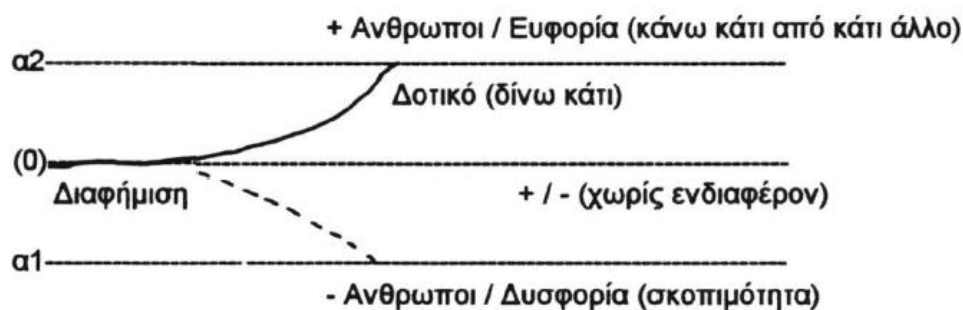 + Ανθρωποι / Ευφορία (κάνω κάτι από κάτι άλλο)
α2
Δοτικό (δίνω κάτι)
(0)
Διαφήμιση
+ / - (χωρίς ενδιαφέρον)
α1
- Ανθρωποι / Δυσφορία (σκοπιμότητα)